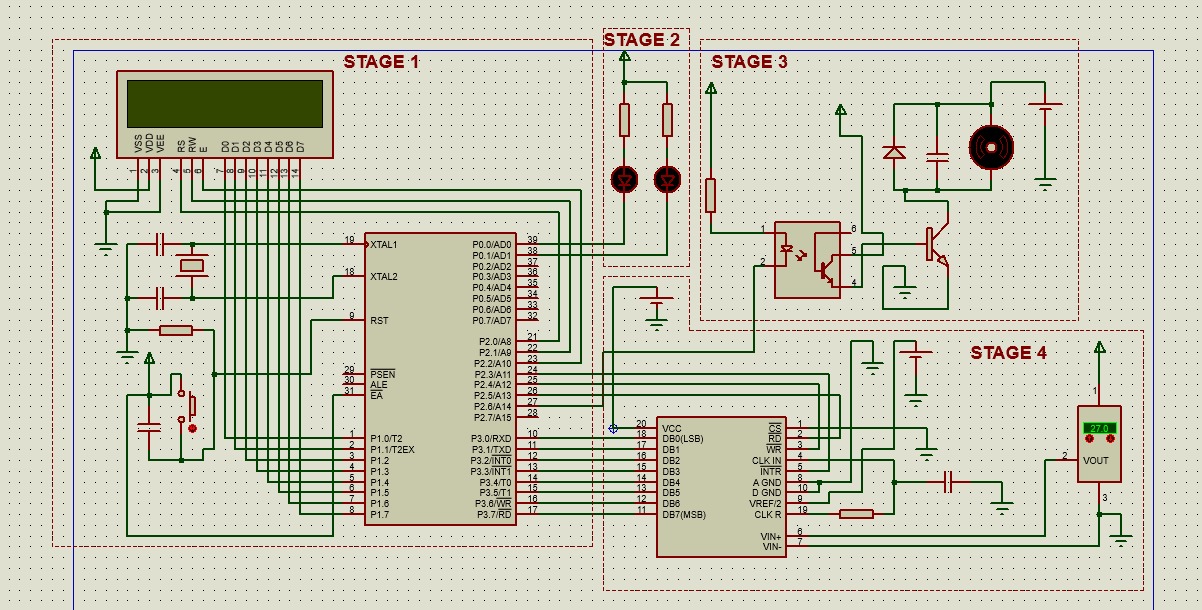 STAGE 1
STAGE 2
STAGE 3
VSS
VDD
VEE
RS
RW
E
D0
D1
D2
D3
D4
D5
D6
D7
1
2
3
4
5
6
7
8
9
10
11
12
13
14
19 XTAL1
18 XTAL2
9 RST
29 PSEN
30 ALE
31 EA
1 P1.0/T2
2 P1.1/T2EX
3 P1.2
4 P1.3
5 P1.4
6 P1.5
7 P1.6
8 P1.7
P0.0/AD0 39
P0.1/AD1 38
P0.2/AD2 37
P0.3/AD3 36
P0.4/AD4 35
P0.5/AD5 34
P0.6/AD6 33
P0.7/AD7 32
P2.0/A8 21
P2.1/A9 22
P2.2/A10 23
P2.3/A11 24
P2.4/A12 25
P2.5/A13 26
P2.6/A14 27
P2.7/A15 28
P3.0/RXD 10
P3.1/TXD 11
P3.2/INT0 12
P3.3/INT1 13
P3.4/T0 14
P3.5/T1 15
P3.6/WR 16
P3.7/RD 17
1
2
6
5
4
STAGE 4
20 VCC
18 DB0(LSB)
17 DB1
16 DB2
15 DB3
14 DB4
13 DB5
12 DB6
11 DB7(MSB)
CS 1
RD 2
WR 3
CLK IN 4
INTR 5
A GND 8
D GND 10
VREF/2 9
CLK R 19
VIN+ 6
VIN- 7
1
27.0
2 VOUT
3